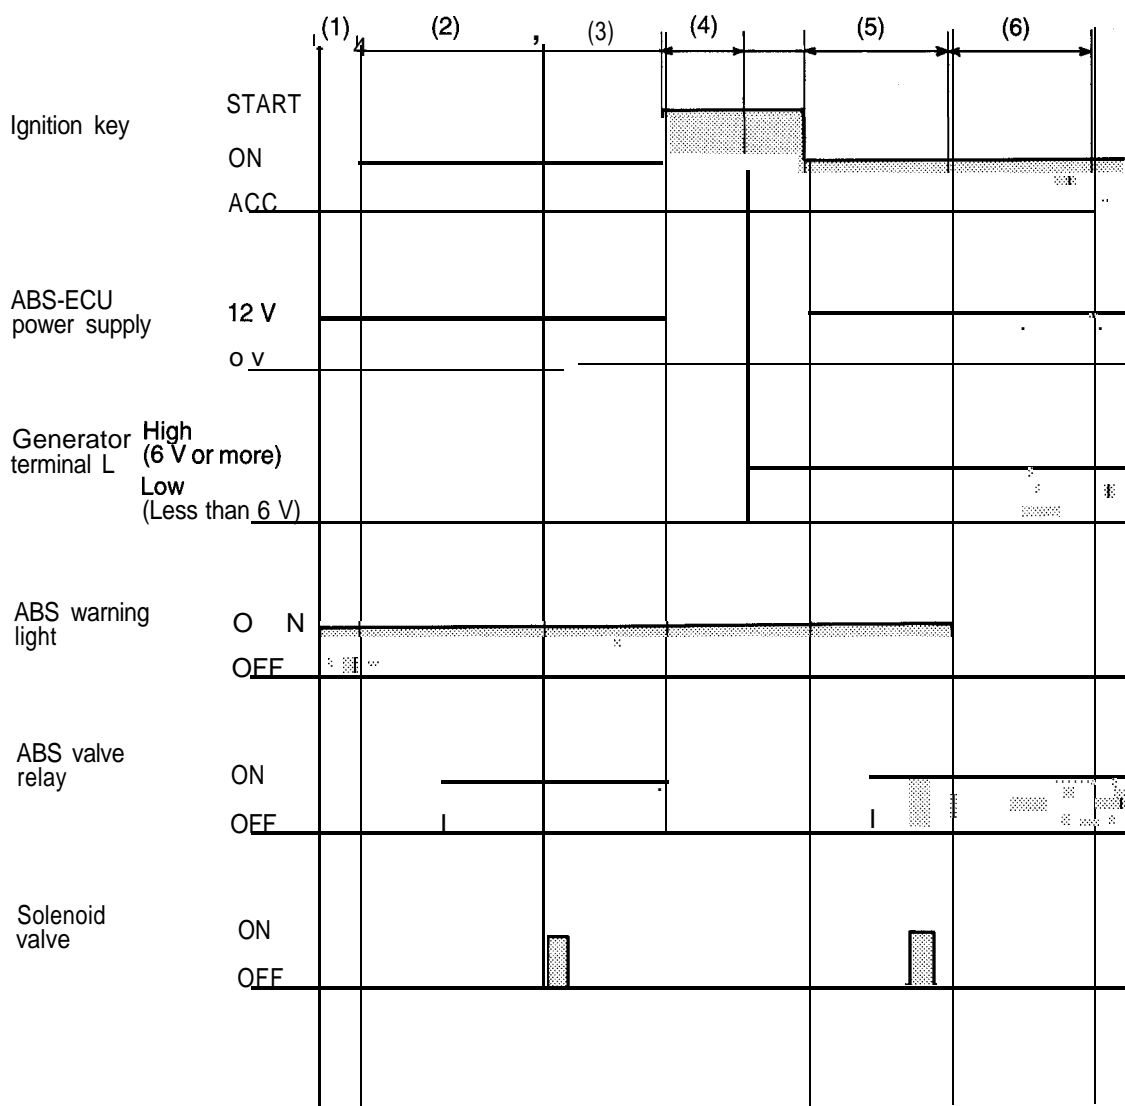 (1) (2) (3) (4) (5) (6)
START
Ignition key
ON
ACC
ABS-ECU
power supply
12 V
o v
Generator
terminal L
High
(6 V or more)
Low
(Less than 6 V)
ABS warning
light
O N
OFF
ABS valve
relay
ON
OFF
Solenoid
valve
ON
OFF